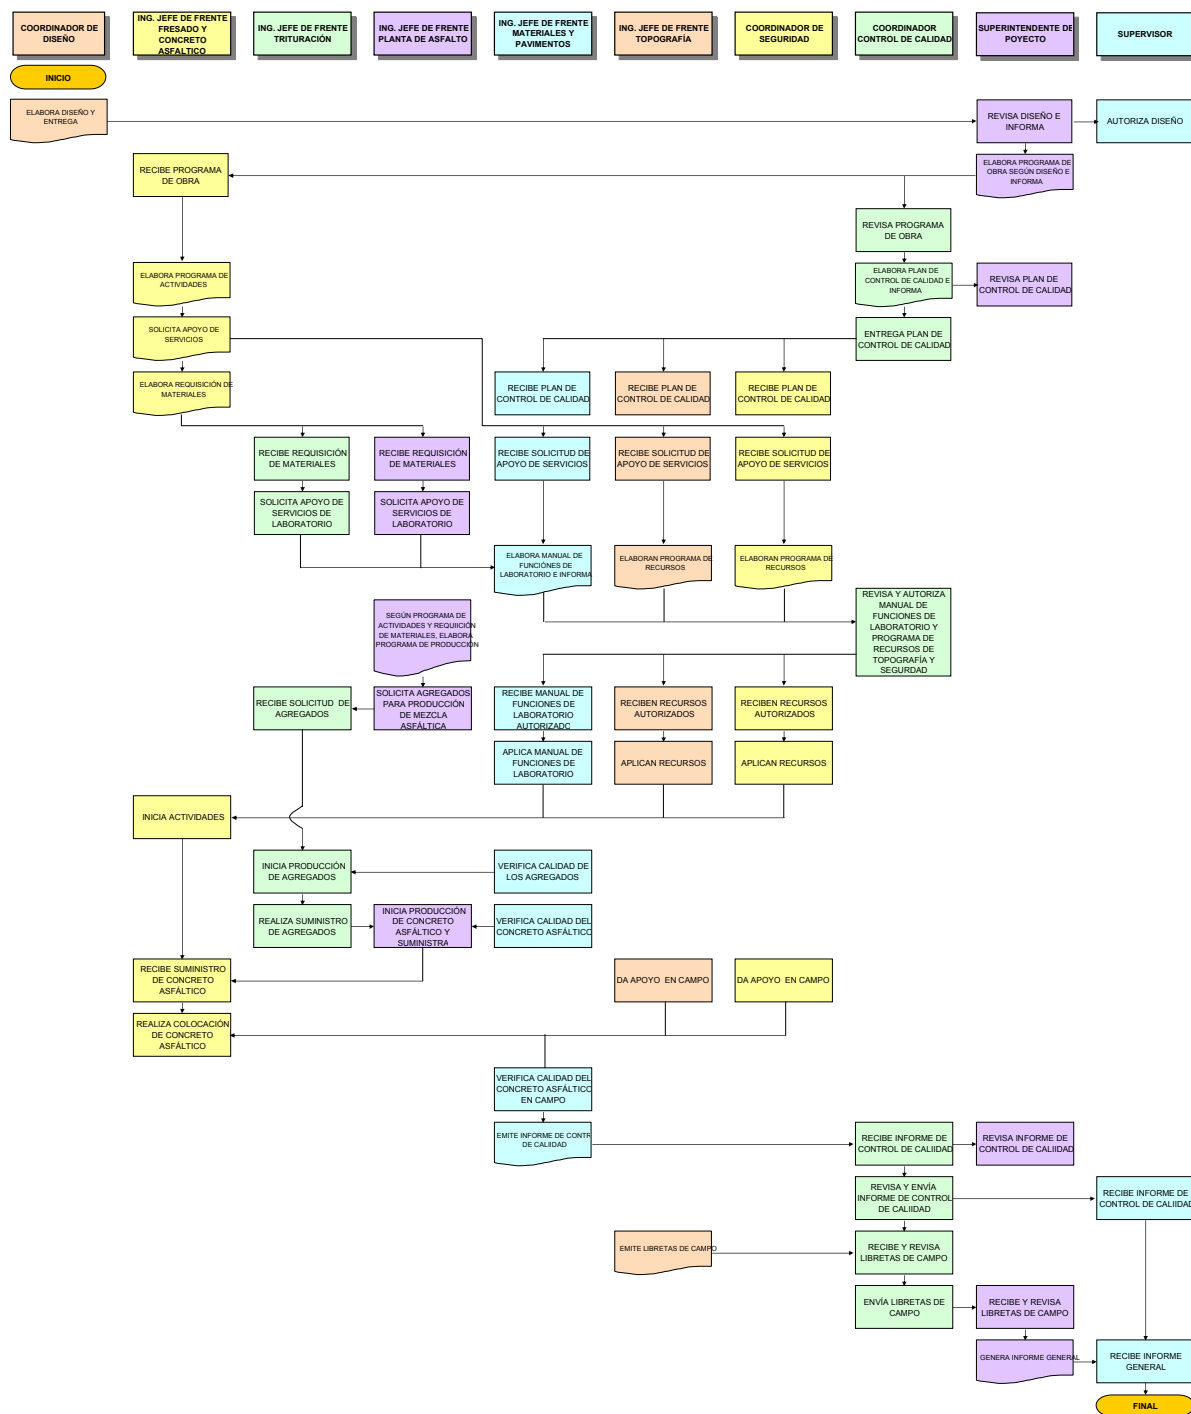 COORDINADOR DE
DISEÑO
ING. JEFE DE FRENTE
FRESADO Y
CONCRETO
ASFALTICO
ING. JEFE DE FRENTE
TRITURACIÓN
ING. JEFE DE FRENTE
PLANTA DE ASFALTO
ING. JEFE DE FRENTE
MATERIALES Y
PAVIMENTOS
ING. JEFE DE FRENTE
TOPOGRAFÍA
COORDINADOR DE
SEGURIDAD
COORDINADOR
CONTROL DE CALIDAD
SUPERINTENDENTE DE
POYECTO
SUPERVISOR
INICIO
ELABORA DISEÑO Y
ENTREGA
REVISA DISEÑO E
INFORMA
AUTORIZA DISEÑO
RECIBE PROGRAMA
DE OBRA
ELABORA PROGRAMA DE
OBRA SEGÚN DISEÑO E
INFORMA
REVISA PROGRAMA
DE OBRA
ELABORA PROGRAMA DE
ACTIVIDADES
ELABORA PLAN DE
CONTROL DE CALIDAD E
INFORMA
REVISA PLAN DE
CONTROL DE CALIDAD
SOLICITA APOYO DE
SERVICIOS
ENTREGA PLAN DE
CONTROL DE CALIDAD
ELABORA REQUISICIÓN DE
MATERIALES
RECIBE PLAN DE
CONTROL DE CALIDAD
RECIBE PLAN DE
CONTROL DE CALIDAD
RECIBE PLAN DE
CONTROL DE CALIDAD
RECIBE REQUISICIÓN
DE MATERIALES
RECIBE REQUISICIÓN
DE MATERIALES
RECIBE SOLICITUD DE
APOYO DE SERVICIOS
RECIBE SOLICITUD DE
APOYO DE SERVICIOS
RECIBE SOLICITUD DE
APOYO DE SERVICIOS
SOLICITA APOYO DE
SERVICIOS DE
LABORATORIO
SOLICITA APOYO DE
SERVICIOS DE
LABORATORIO
ELABORA MANUAL DE
FUNCIÓNES DE
LABORATORIO E INFORMA
ELABORAN PROGRAMA DE
RECURSOS
ELABORAN PROGRAMA DE
RECURSOS
REVISA Y AUTORIZA
MANUAL DE
FUNCIONES DE
LABORATORIO Y
PROGRAMA DE
RECURSOS DE
TOPOGRAFÍA Y
SEGURDAD
SEGÚN PROGRAMA DE
ACTIVIDADES Y REQUIICIÓN
DE MATERIALES, ELABORA
PROGRAMA DE PRODUCCIÓN
RECIBE SOLICITUD DE
AGREGADOS
SOLICITA AGREGADOS
PARA PRODUCCIÓN
DE MEZCLA
ASFÁLTICA
RECIBE MANUAL DE
FUNCIONES DE
LABORATORIO
AUTORIZADC
RECIBEN RECURSOS
AUTORIZADOS
RECIBEN RECURSOS
AUTORIZADOS
APLICA MANUAL DE
FUNCIONES DE
LABORATORIO
APLICAN RECURSOS
APLICAN RECURSOS
INICIA ACTIVIDADES
INICIA PRODUCCIÓN
DE AGREGADOS
VERIFICA CALIDAD DE
LOS AGREGADOS
REALIZA SUMINISTRO
DE AGREGADOS
INICIA PRODUCCIÓN
DE CONCRETO
ASFÁLTICO Y
SUMINISTRA
VERIFICA CALIDAD DEL
CONCRETO ASFÁLTICO
RECIBE SUMINISTRO
DE CONCRETO
ASFÁLTICO
DA APOYO EN CAMPO
DA APOYO EN CAMPO
REALIZA COLOCACIÓN
DE CONCRETO
ASFÁLTICO
VERIFICA CALIDAD DEL
CONCRETO ASFÁLTICO
EN CAMPO
EMITE INFORME DE CONTR
DE CALIIDAD
RECIBE INFORME DE
CONTROL DE CALIIDAD
REVISA INFORME DE
CONTROL DE CALIIDAD
REVISA Y ENVÍA
INFORME DE CONTROL
DE CALIIDAD
RECIBE INFORME DE
CONTROL DE CALIIDAD
EMITE LIBRETAS DE CAMPO
RECIBE Y REVISA
LIBRETAS DE CAMPO
ENVÍA LIBRETAS DE
CAMPO
RECIBE Y REVISA
LIBRETAS DE CAMPO
GENERA INFORME GENERAL
RECIBE INFORME
GENERAL
FINAL